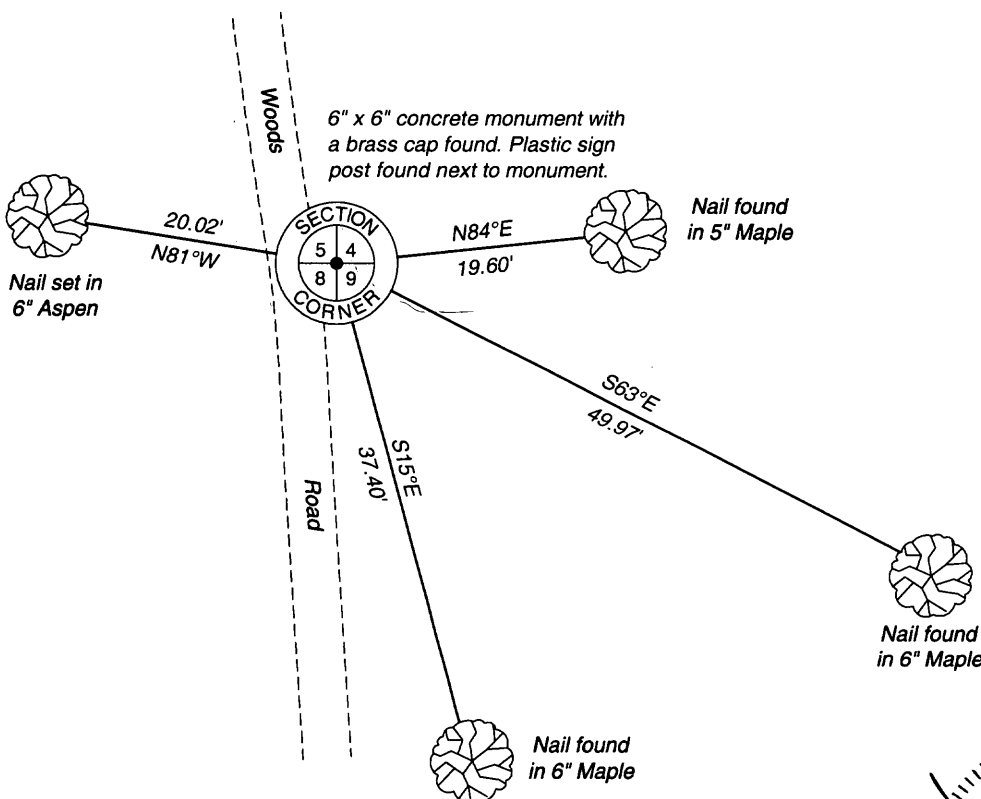 Woods
6" x 6" concrete monument with
a brass cap found. Plastic sign
post found next to monument.
20.02'
N81°W
Nail set in
6" Aspen
SECTION
5 4
8 9
CORNER
N84°E
19.60'
Nail found
in 5" Maple
S63°E
49.97'
S15°E
37.40'
Road
Nail found
in 6" Maple
Nail found
in 6" Maple